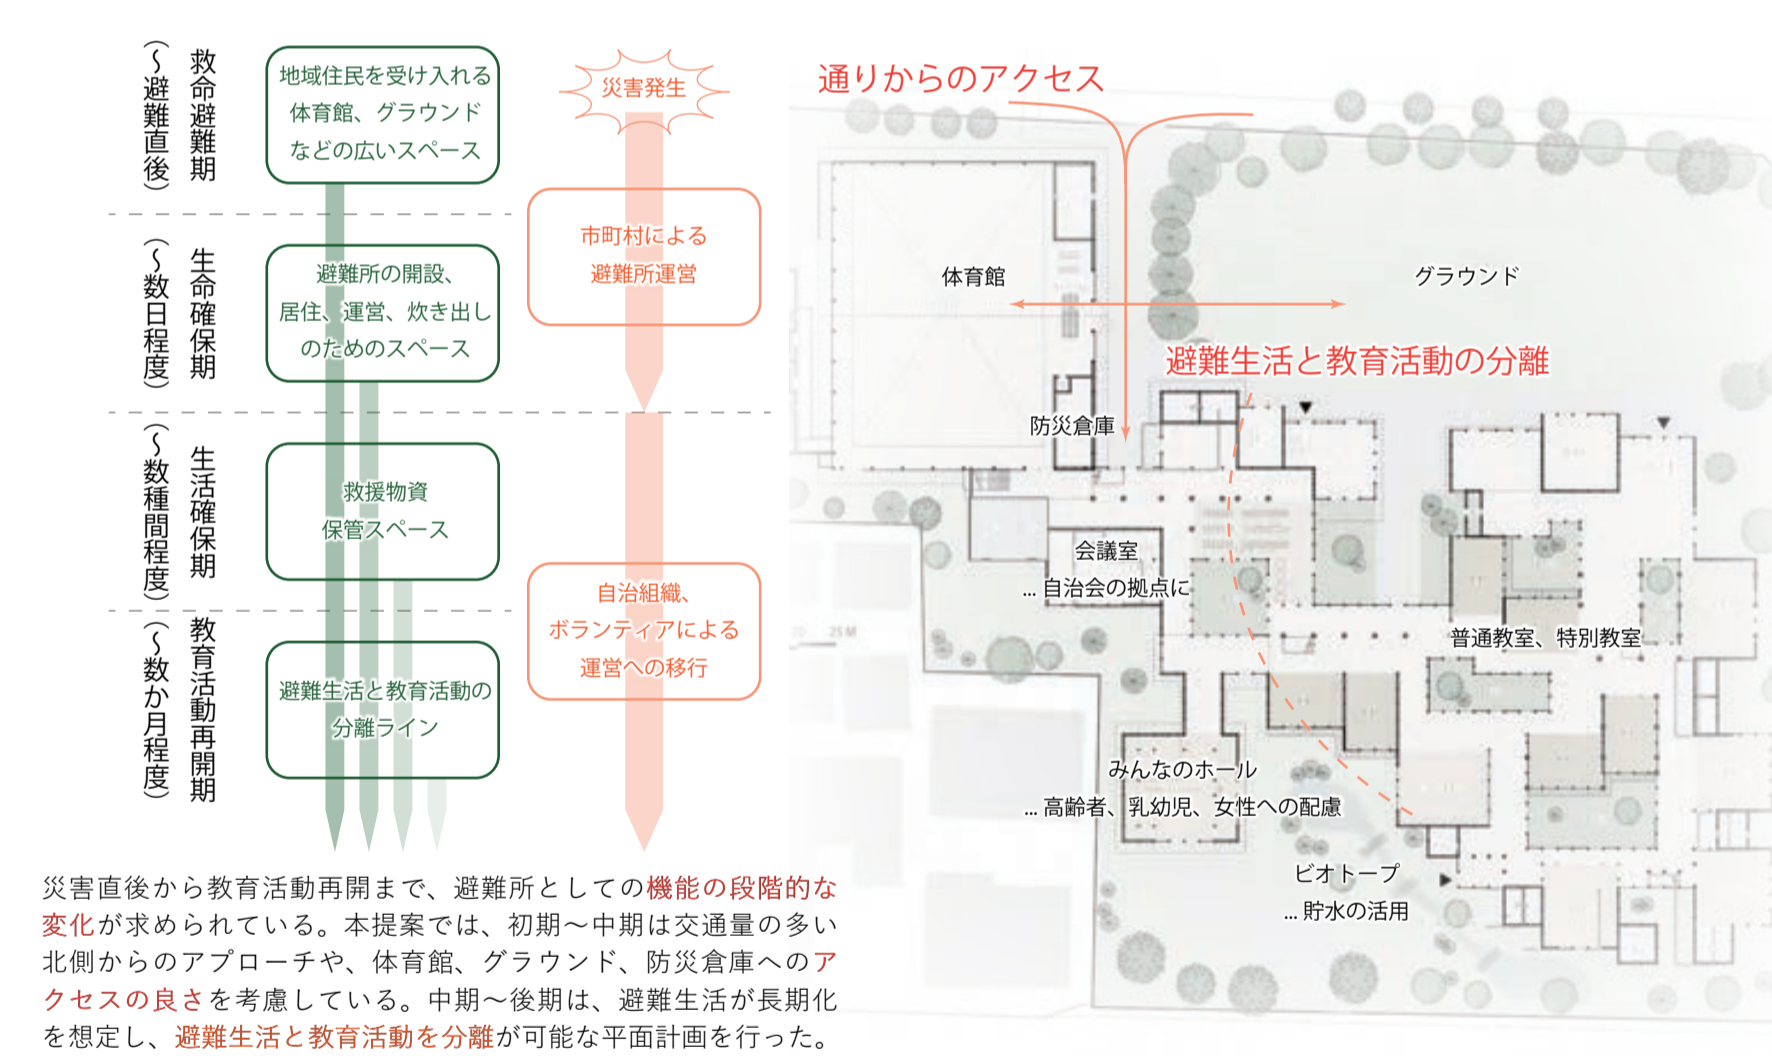 救命避難期
（〜避難直後）
地域住民を受け入れる
体育館、グラウンド
などの広いスペース
災害発生
市町村による
避難所運営
生命確保期
（〜数日程度）
避難所の開設、
居住、運営、炊き出し
のためのスペース
生活確保期
（〜数種間程度）
救援物資
保管スペース
自治組織、
ボランティアによる
運営への移行
教育活動再開期
（〜数か月程度）
避難生活と教育活動の
分離ライン
災害直後から教育活動再開まで、避難所としての機能の段階的な
変化が求められている。本提案では、初期〜中期は交通量の多い
北側からのアプローチや、体育館、グラウンド、防災倉庫へのア
クセスの良さを考慮している。中期〜後期は、避難生活が長期化
を想定し、避難生活と教育活動を分離が可能な平面計画を行った。
通りからのアクセス
体育館
グラウンド
避難生活と教育活動の分離
防災倉庫
会議室
... 自治会の拠点に
20 25 M
普通教室、特別教室
みんなのホール
... 高齢者、乳幼児、女性への配慮
ビオトープ
... 貯水の活用